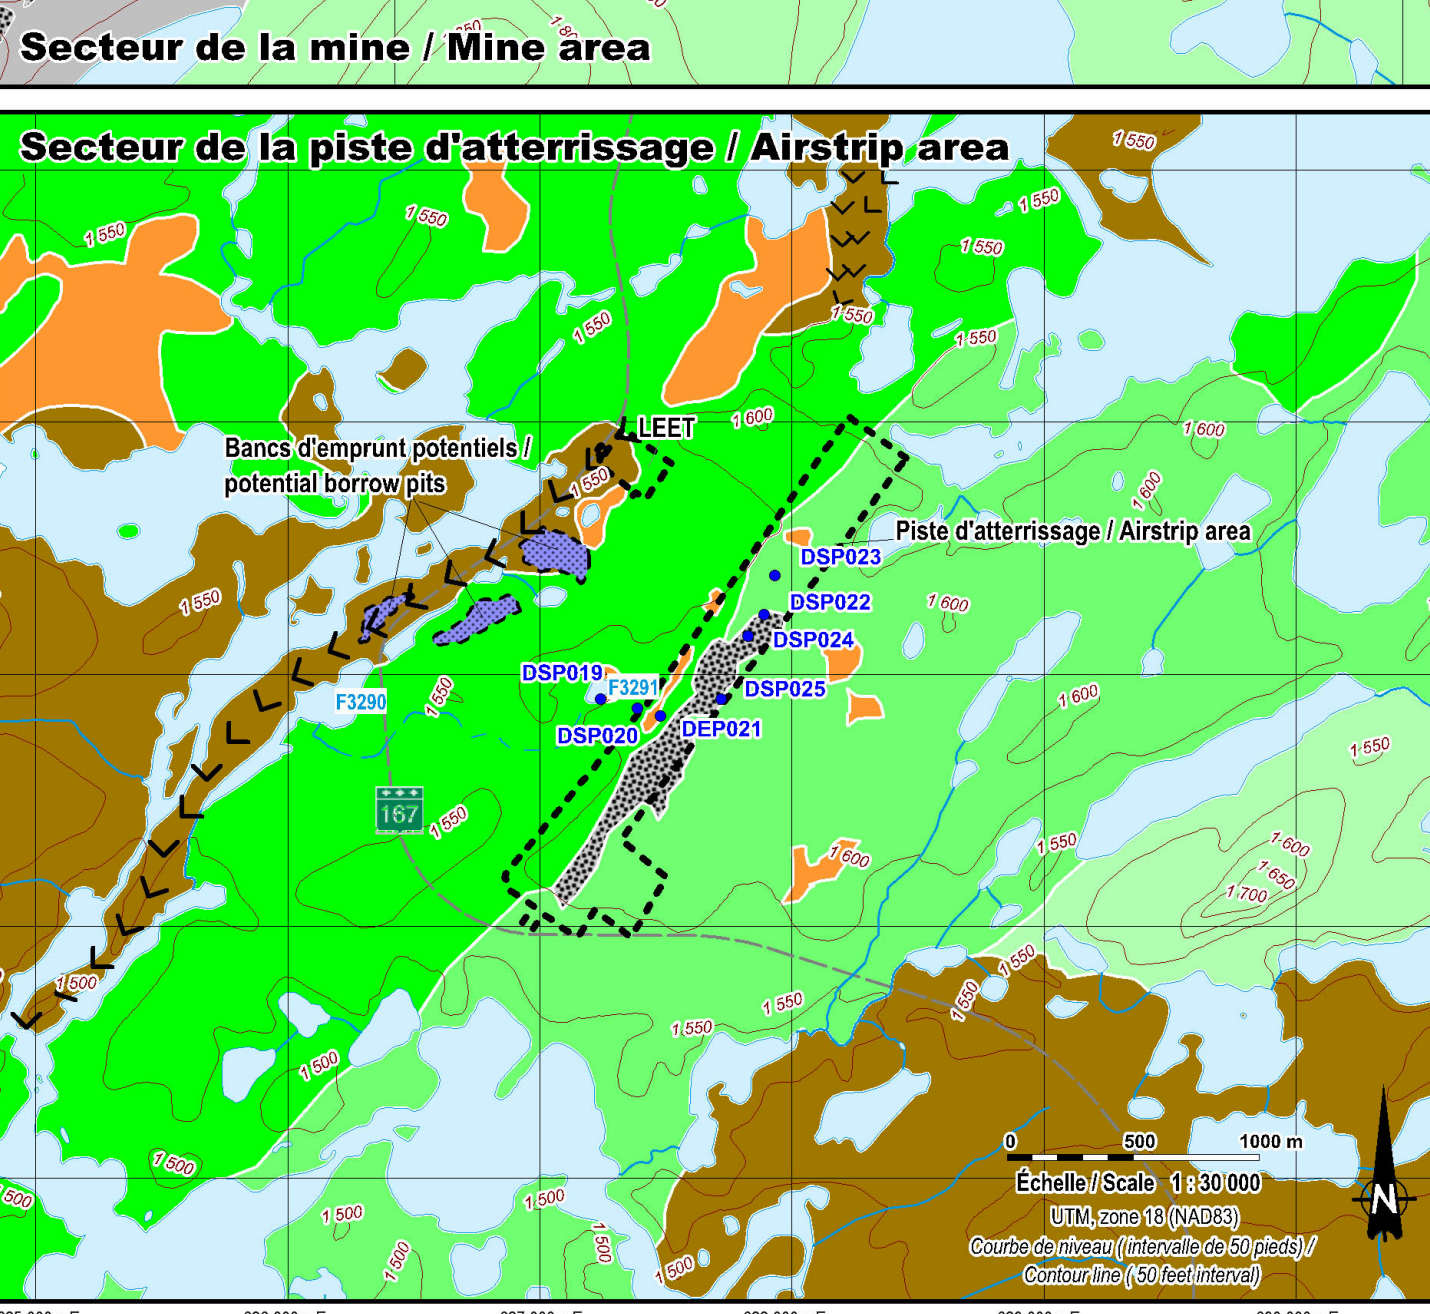 1 850
Secteur de la mine / Mine area
Secteur de la piste d'atterrissage / Airstrip area
1 550
1 550
1 550
1 550
1 550
1 550
1 550
1 550
1 600
LEET
1 600
Bancs d'emprunt potentiels /
potential borrow pits
1 550
1 600
Piste d'atterrissage / Airstrip area
DSP023
1 550
DSP022
1 600
DSP024
DSP019
F3291
DSP025
F3290
1 550
1 600
DSP020
DEP021
1 550
167
1 550
1 550
1 600
1 600
1 650
1 700
1 550
1 500
1 550
1 550
1 550
1 500
0 500 1000 m
1 500
Échelle / Scale 1 : 30 000
1 500
1 500
1 500
N
UTM, zone 18 (NAD83)
Courbe de niveau ( intervalle de 50 pieds) /
1 500
1 500
1 500
Contour line ( 50 feet interval)